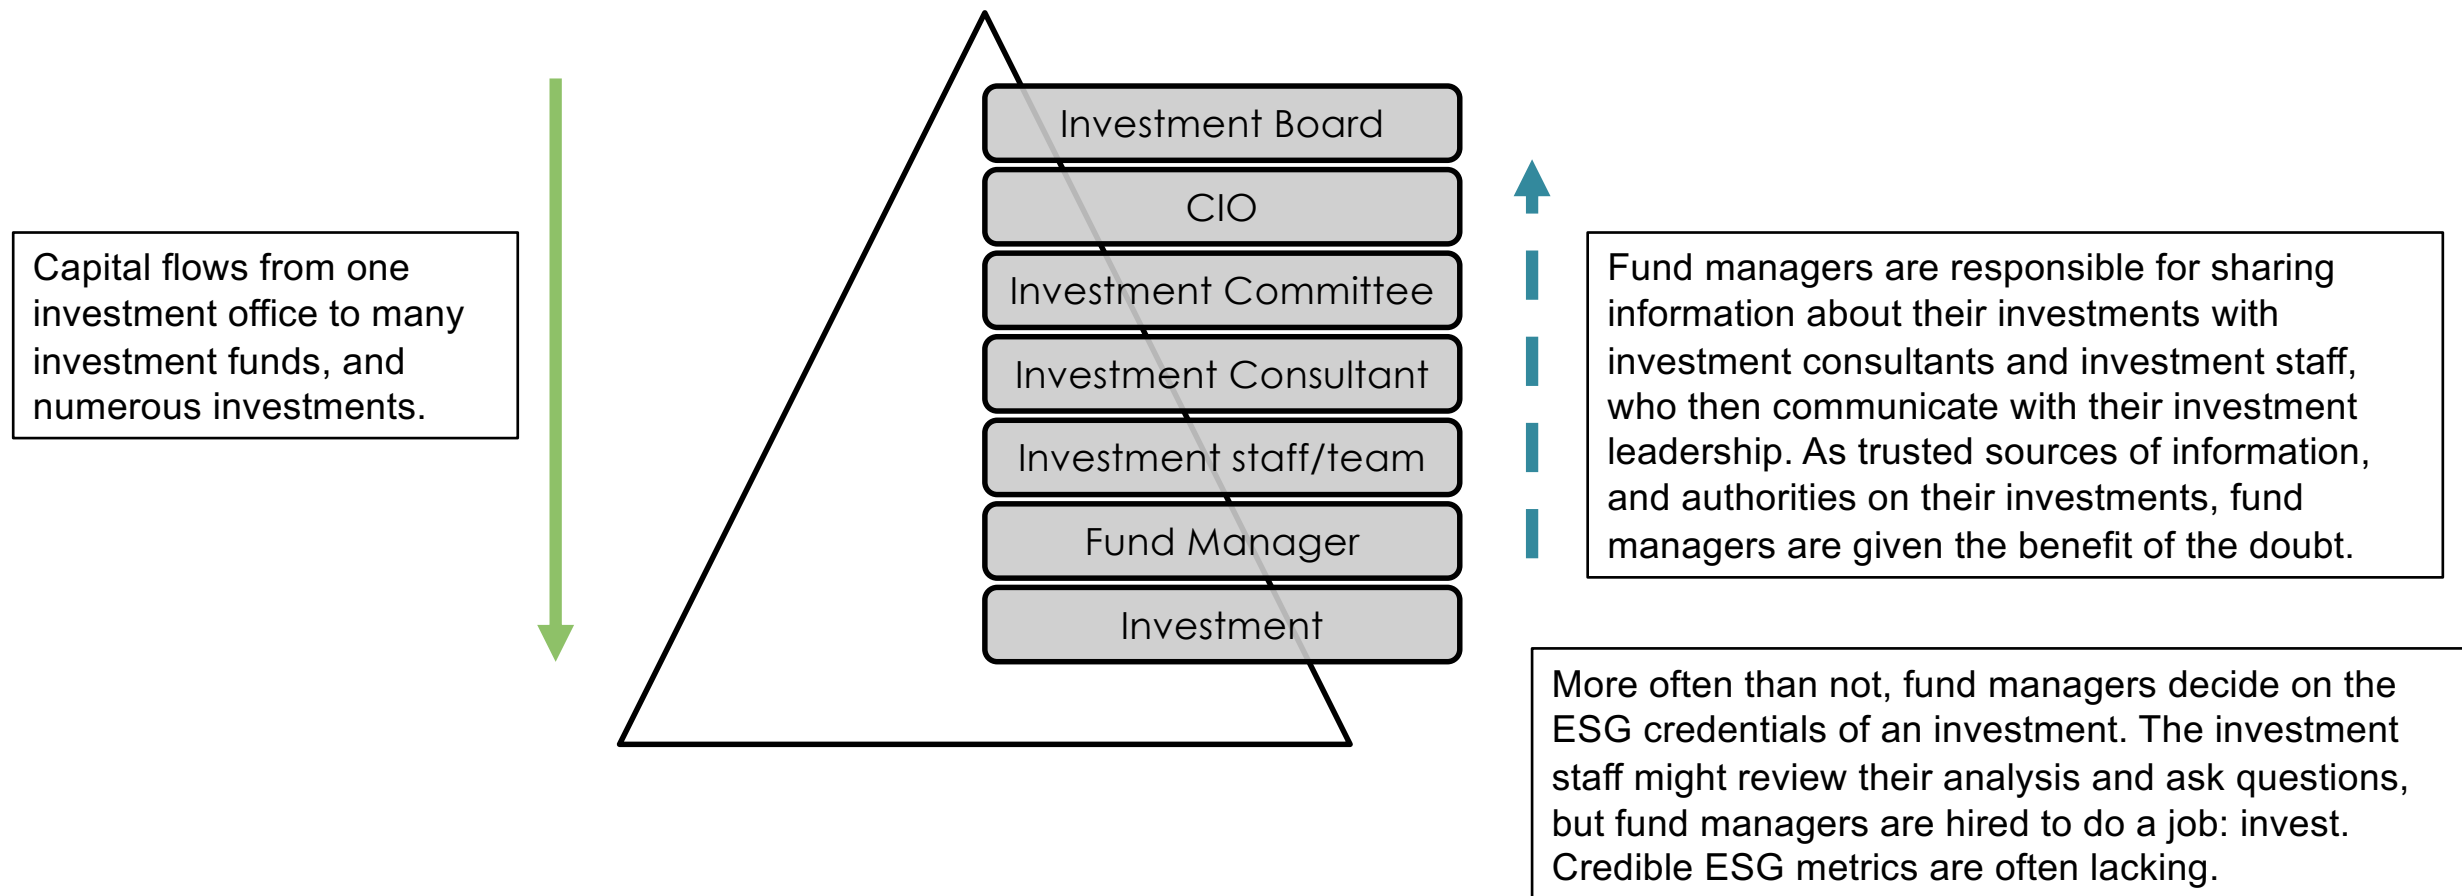 Capital flows from one
investment office to many
investment funds, and
numerous investments.
Investment Board
CIO
Investment Committee
Investment Consultant
Investment staff/team
Fund Manager
Investment
Fund managers are responsible for sharing
information about their investments with
investment consultants and investment staff,
who then communicate with their investment
leadership. As trusted sources of information,
and authorities on their investments, fund
managers are given the benefit of the doubt.
More often than not, fund managers decide on the
ESG credentials of an investment. The investment
staff might review their analysis and ask questions,
but fund managers are hired to do a job: invest.
Credible ESG metrics are often lacking.